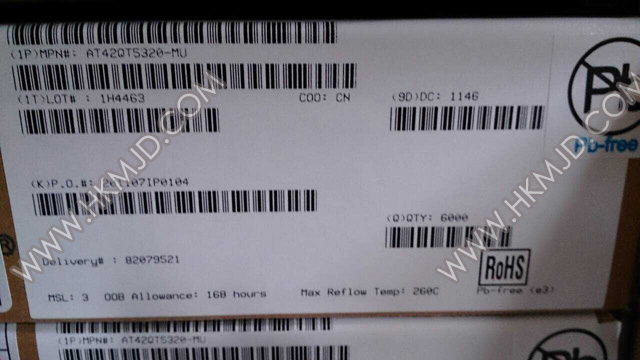 (1P)MPN#: AT42QT5320-MU
(1T)LOT# : 1H4463 COO: CN (9D)DC: 1146
Pb
Pb-free
(K)P.O.#:
(Q)QTY: 6000
Delivery# : 82079521
RoHS
MSL: 3 OOB Allowance: 168 hours Max Reflow Temp: 260C Pb-free (e3)
(1P)MPN#: AT42QT5320-MU
WWW.HKMJD.COM
WWW.HKMJD.COM